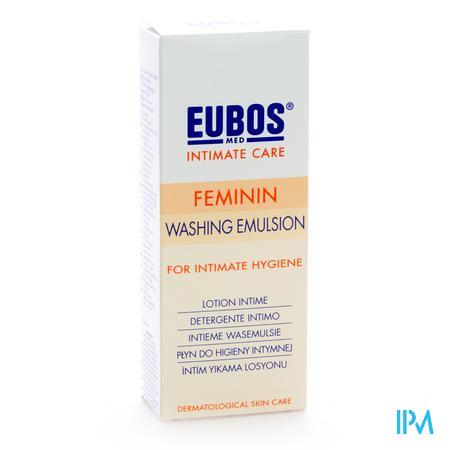 EUBOS®
MED
INTIMATE CARE
FEMININ
WASHING EMULSION
FOR INTIMATE HYGIENE
LOTION INTIME
DETERGENTE INTIMO
INTIEME WASEMULSIE
PŁYN DO HIGIENY INTYMNEJ
İNTİM YIKAMA LOSYONU
DERMATOLOGICAL SKIN CARE
IPM